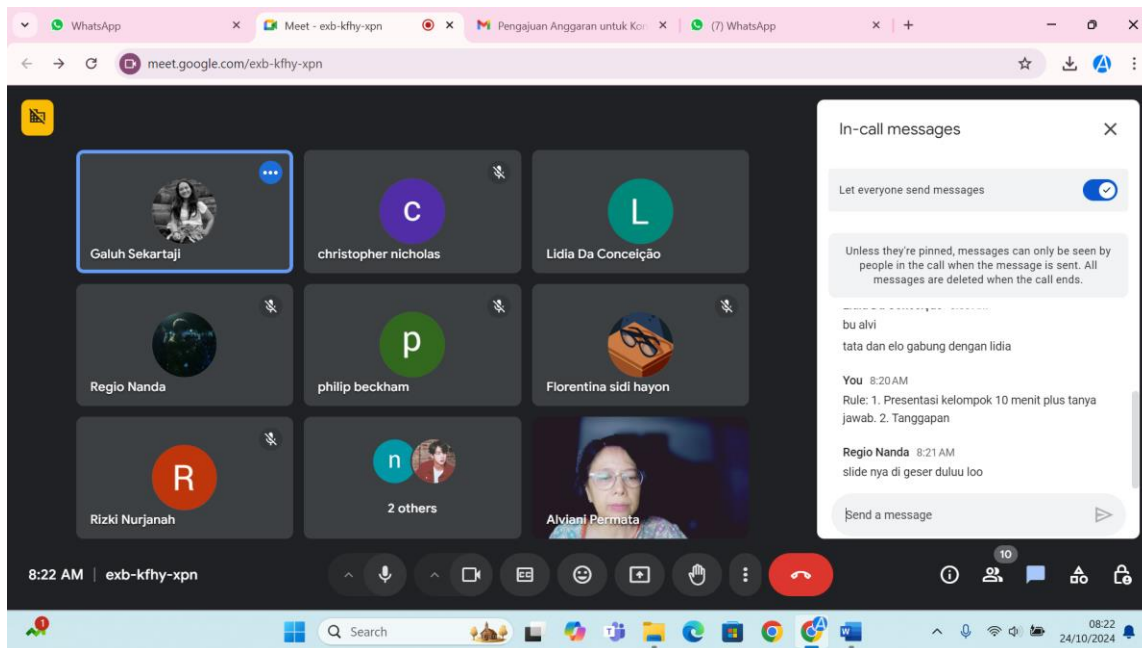 WhatsApp
Meet - exb-kfhy-xpn
Pengajuan Anggaran untuk Kor
(7) WhatsApp
meet.google.com/exb-kfhy-xpn
In-call messages
Let everyone send messages
Unless they're pinned, messages can only be seen by
people in the call when the message is sent. All
messages are deleted when the call ends.
bu alvi
tata dan elo gabung dengan lidia
You 8:20 AM
Rule: 1. Presentasi kelompok 10 menit plus tanya
jawab. 2. Tanggapan
Regio Nanda 8:21 AM
slide nya di geser duluu loo
Send a message
Galuh Sekartaji
c
christopher nicholas
L
Lidia Da Conceição
Regio Nanda
p
philip beckham
Florentina sidi hayon
R
Rizki Nurjanah
n
2 others
Alviani Permata
8:22 AM | exb-kfhy-xpn
CC
10
1
Search
08:22
24/10/2024